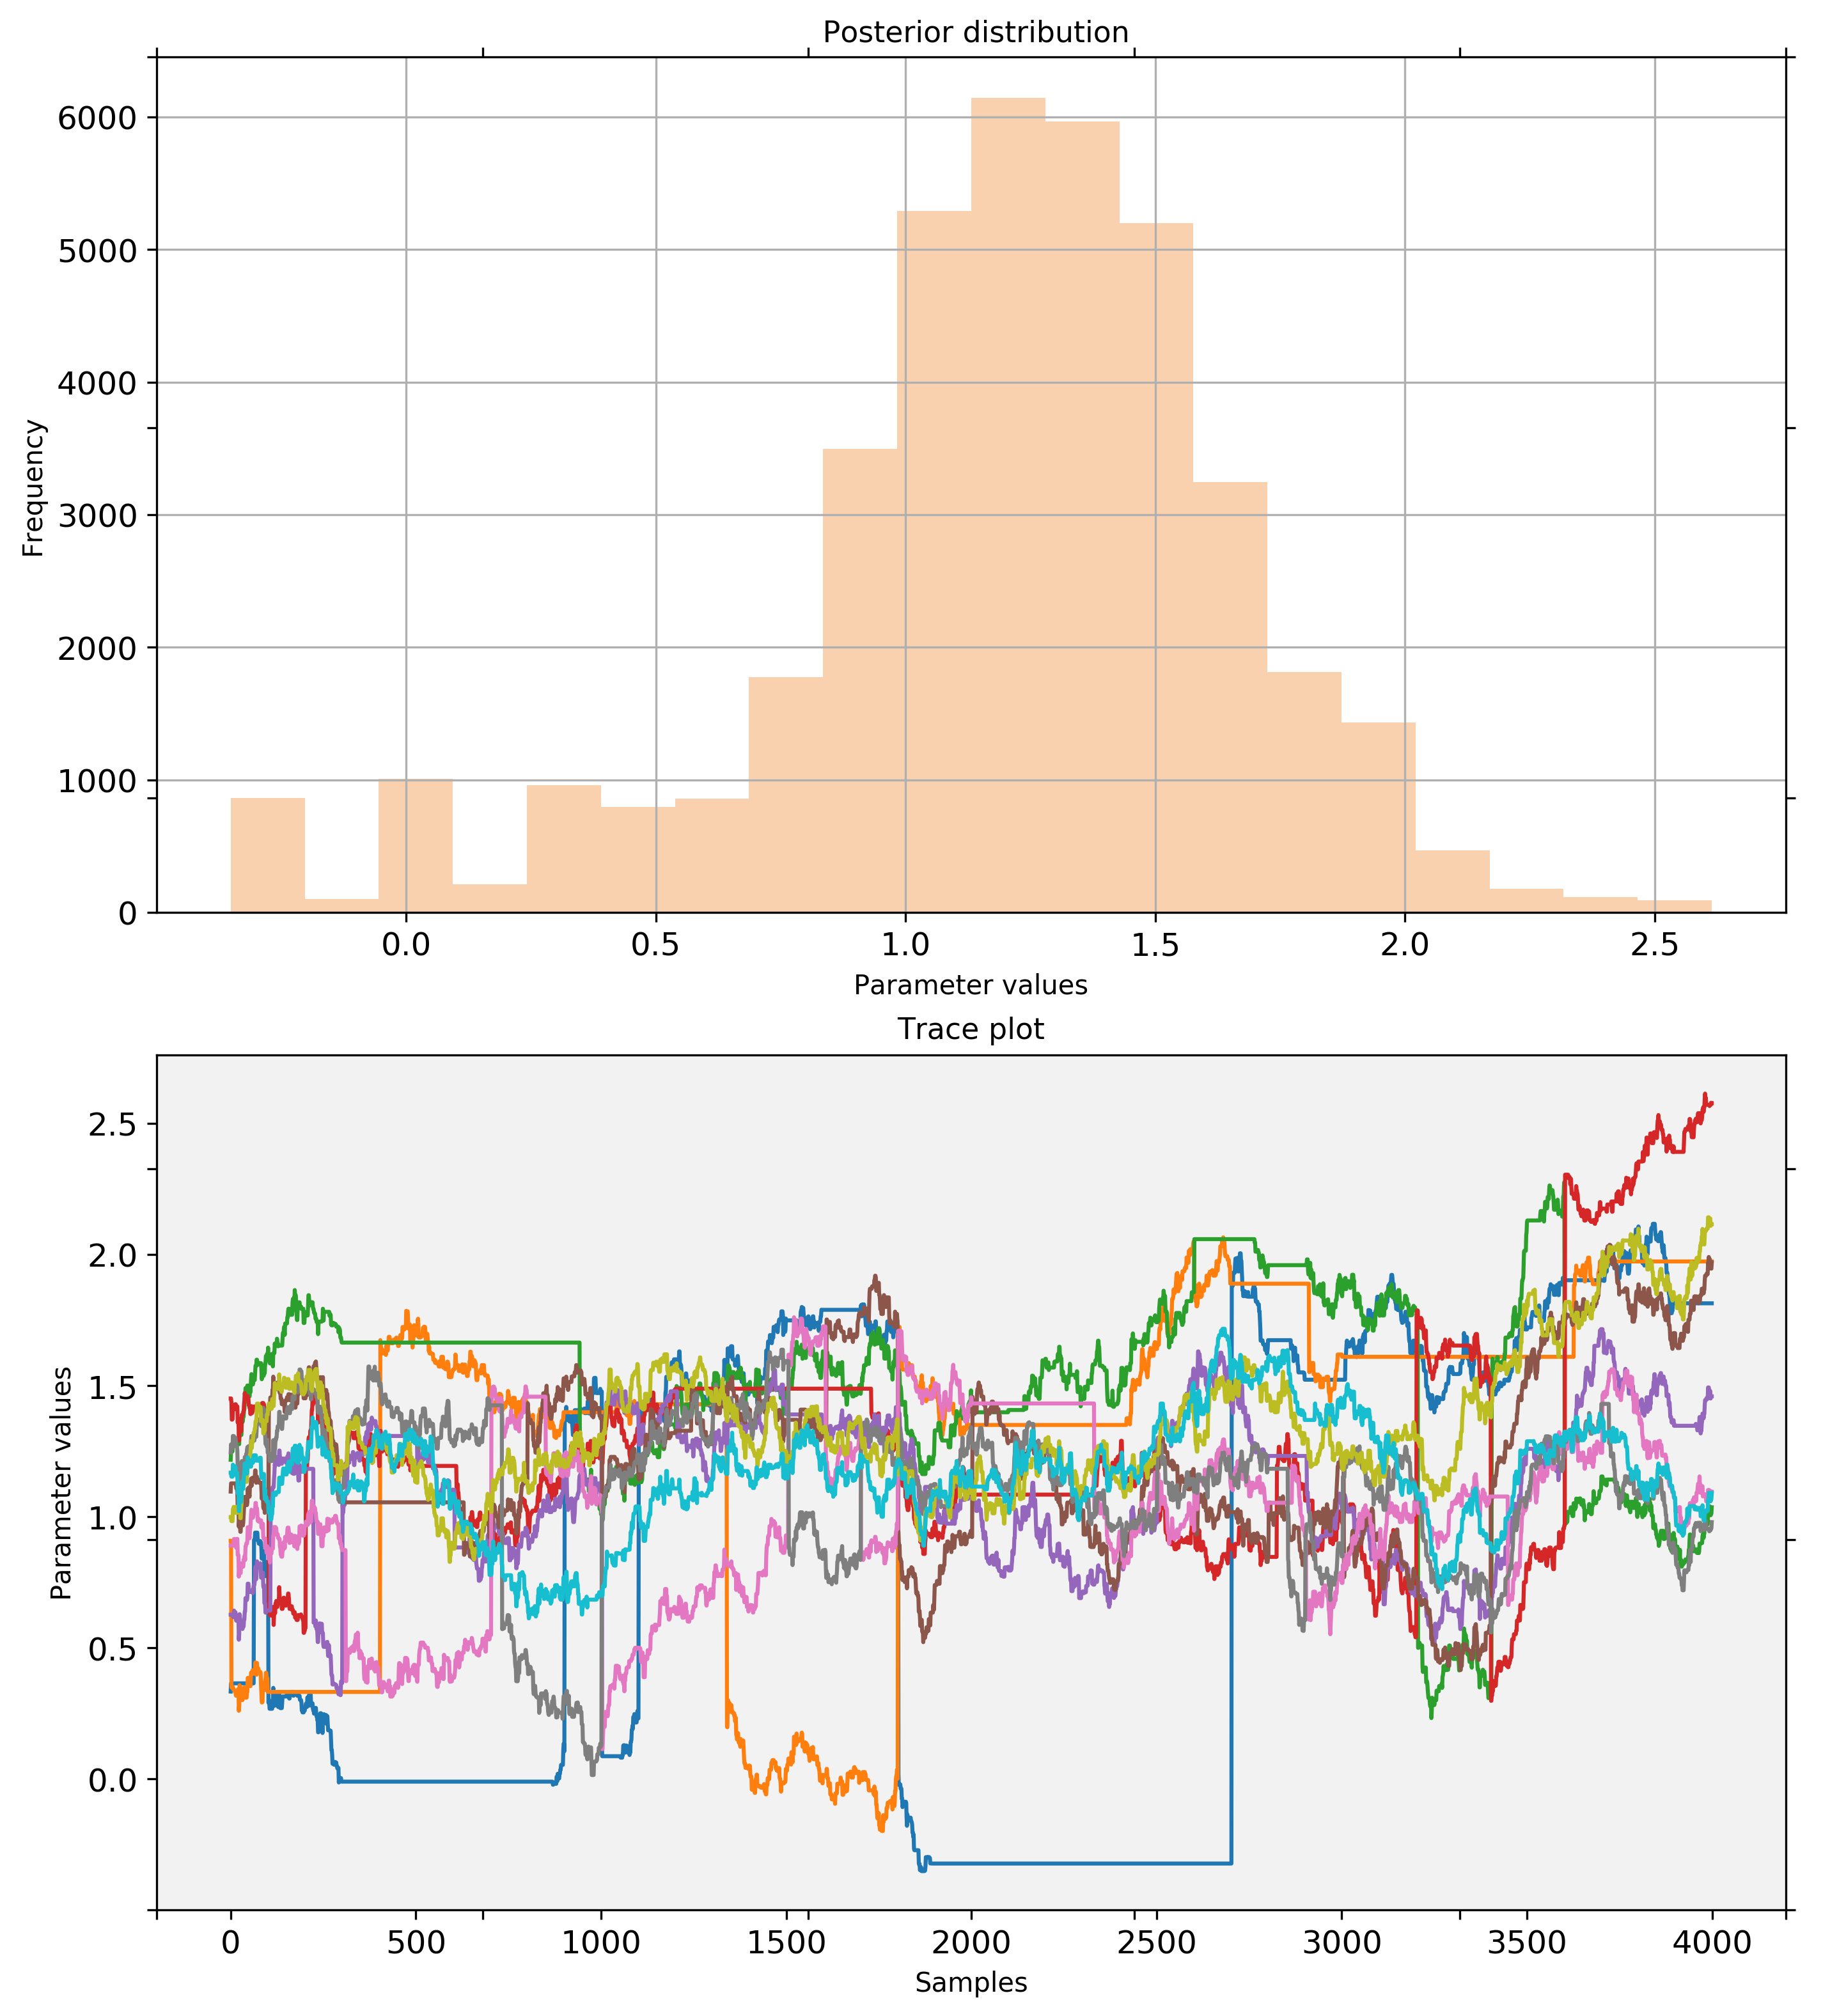 Posterior distribution
6000
5000
4000
3000
2000
1000
0
Frequency
0.0 0.5 1.0 1.5 2.0 2.5
Parameter values
Trace plot
2.5
2.0
1.5
1.0
0.5
0.0
Parameter values
0 500 1000 1500 2000 2500 3000 3500 4000
Samples